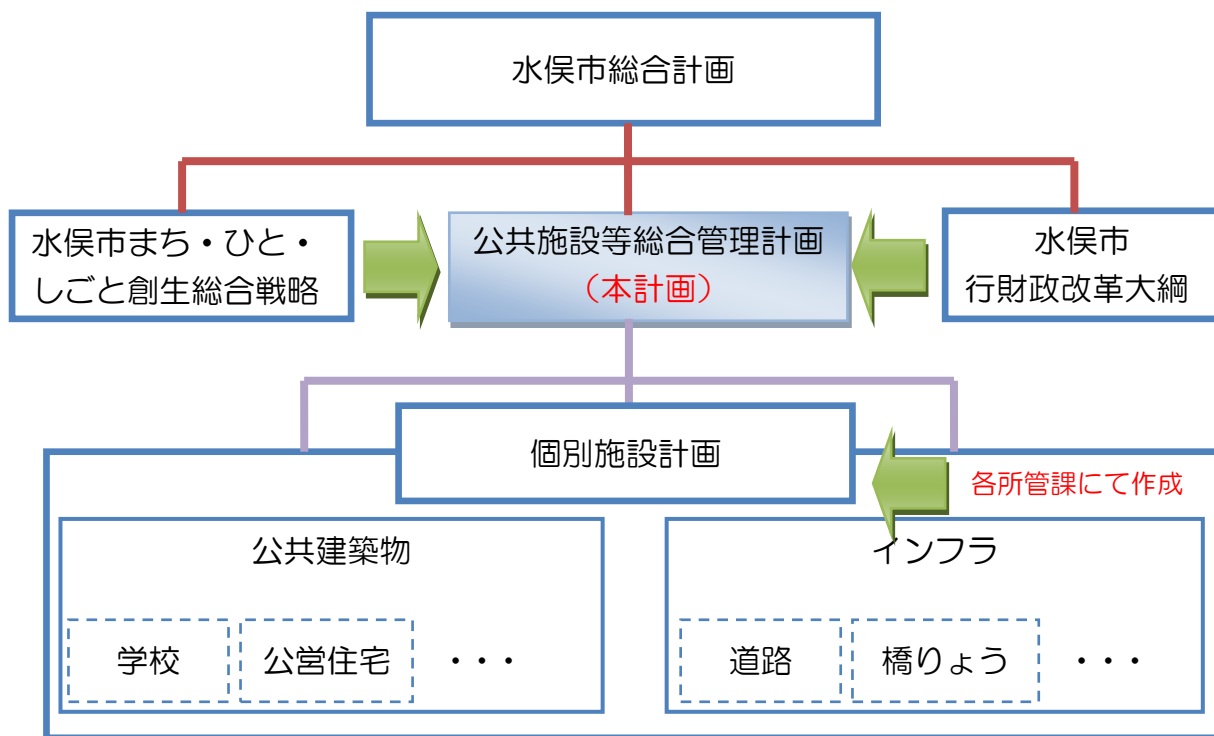 水俣市総合計画
水俣市まち・ひと・
しごと創生総合戦略
公共施設等総合管理計画
（本計画）
水俣市
行財政改革大綱
個別施設計画
各所管課にて作成
公共建築物
インフラ
学校
公営住宅
・・・
道路
橋りょう
・・・